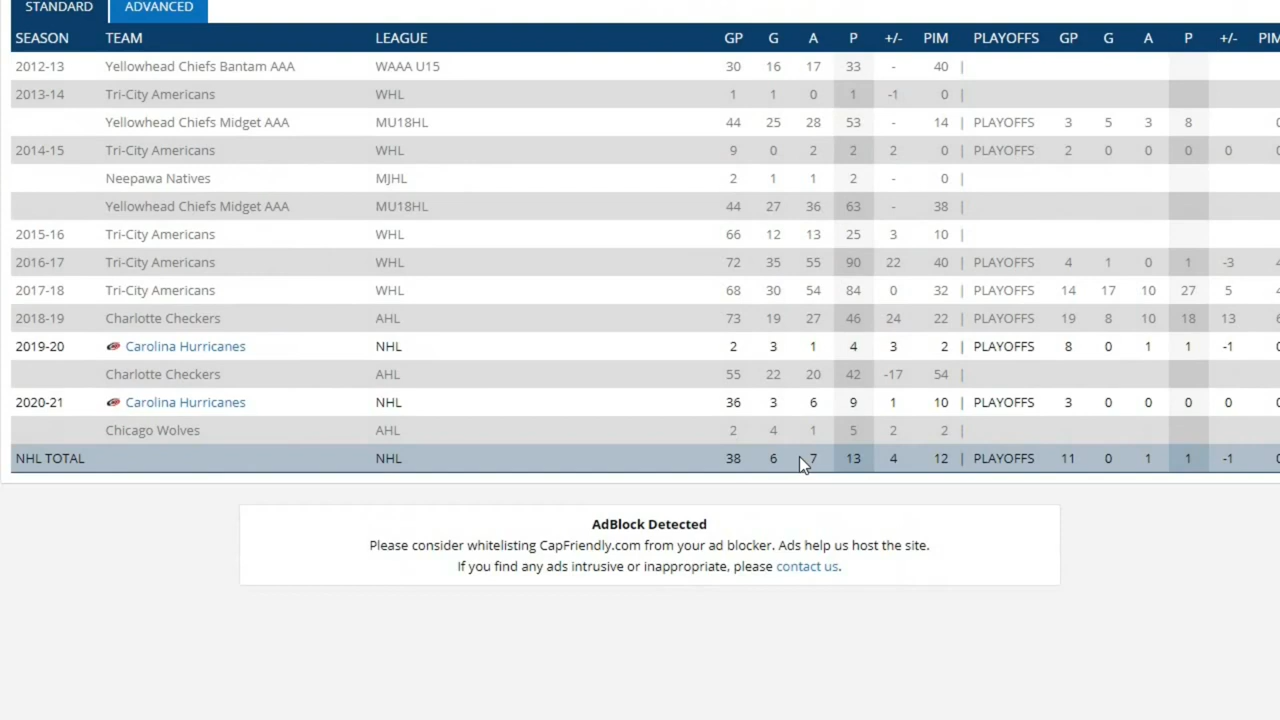 STANDARD ADVANCED
SEASON TEAM LEAGUE GP G A P +/- PIM PLAYOFFS GP G A P +/- PIM
2012-13 Yellowhead Chiefs Bantam AAA WAAA U15 30 16 17 33 - 40 |
2013-14 Tri-City Americans WHL 1 1 0 1 -1 0 |
Yellowhead Chiefs Midget AAA MU18HL 44 25 28 53 - 14 | PLAYOFFS 3 5 3 8
2014-15 Tri-City Americans WHL 9 0 2 2 2 0 | PLAYOFFS 2 0 0 0 0
Neepawa Natives MJHL 2 1 1 2 - 0 |
Yellowhead Chiefs Midget AAA MU18HL 44 27 36 63 - 38 |
2015-16 Tri-City Americans WHL 66 12 13 25 3 10 |
2016-17 Tri-City Americans WHL 72 35 55 90 22 40 | PLAYOFFS 4 1 0 1 -3
2017-18 Tri-City Americans WHL 68 30 54 84 0 32 | PLAYOFFS 14 17 10 27 5
2018-19 Charlotte Checkers AHL 73 19 27 46 24 22 | PLAYOFFS 19 8 10 18 13
2019-20 Carolina Hurricanes NHL 2 3 1 4 3 2 | PLAYOFFS 8 0 1 1 -1
Charlotte Checkers AHL 55 22 20 42 -17 54 |
2020-21 Carolina Hurricanes NHL 36 3 6 9 1 10 | PLAYOFFS 3 0 0 0 0
Chicago Wolves AHL 2 4 1 5 2 2 |
NHL TOTAL NHL 38 6 7 13 4 12 | PLAYOFFS 11 0 1 1 -1
AdBlock Detected
Please consider whitelisting CapFriendly.com from your ad blocker. Ads help us host the site.
If you find any ads intrusive or inappropriate, please contact us.